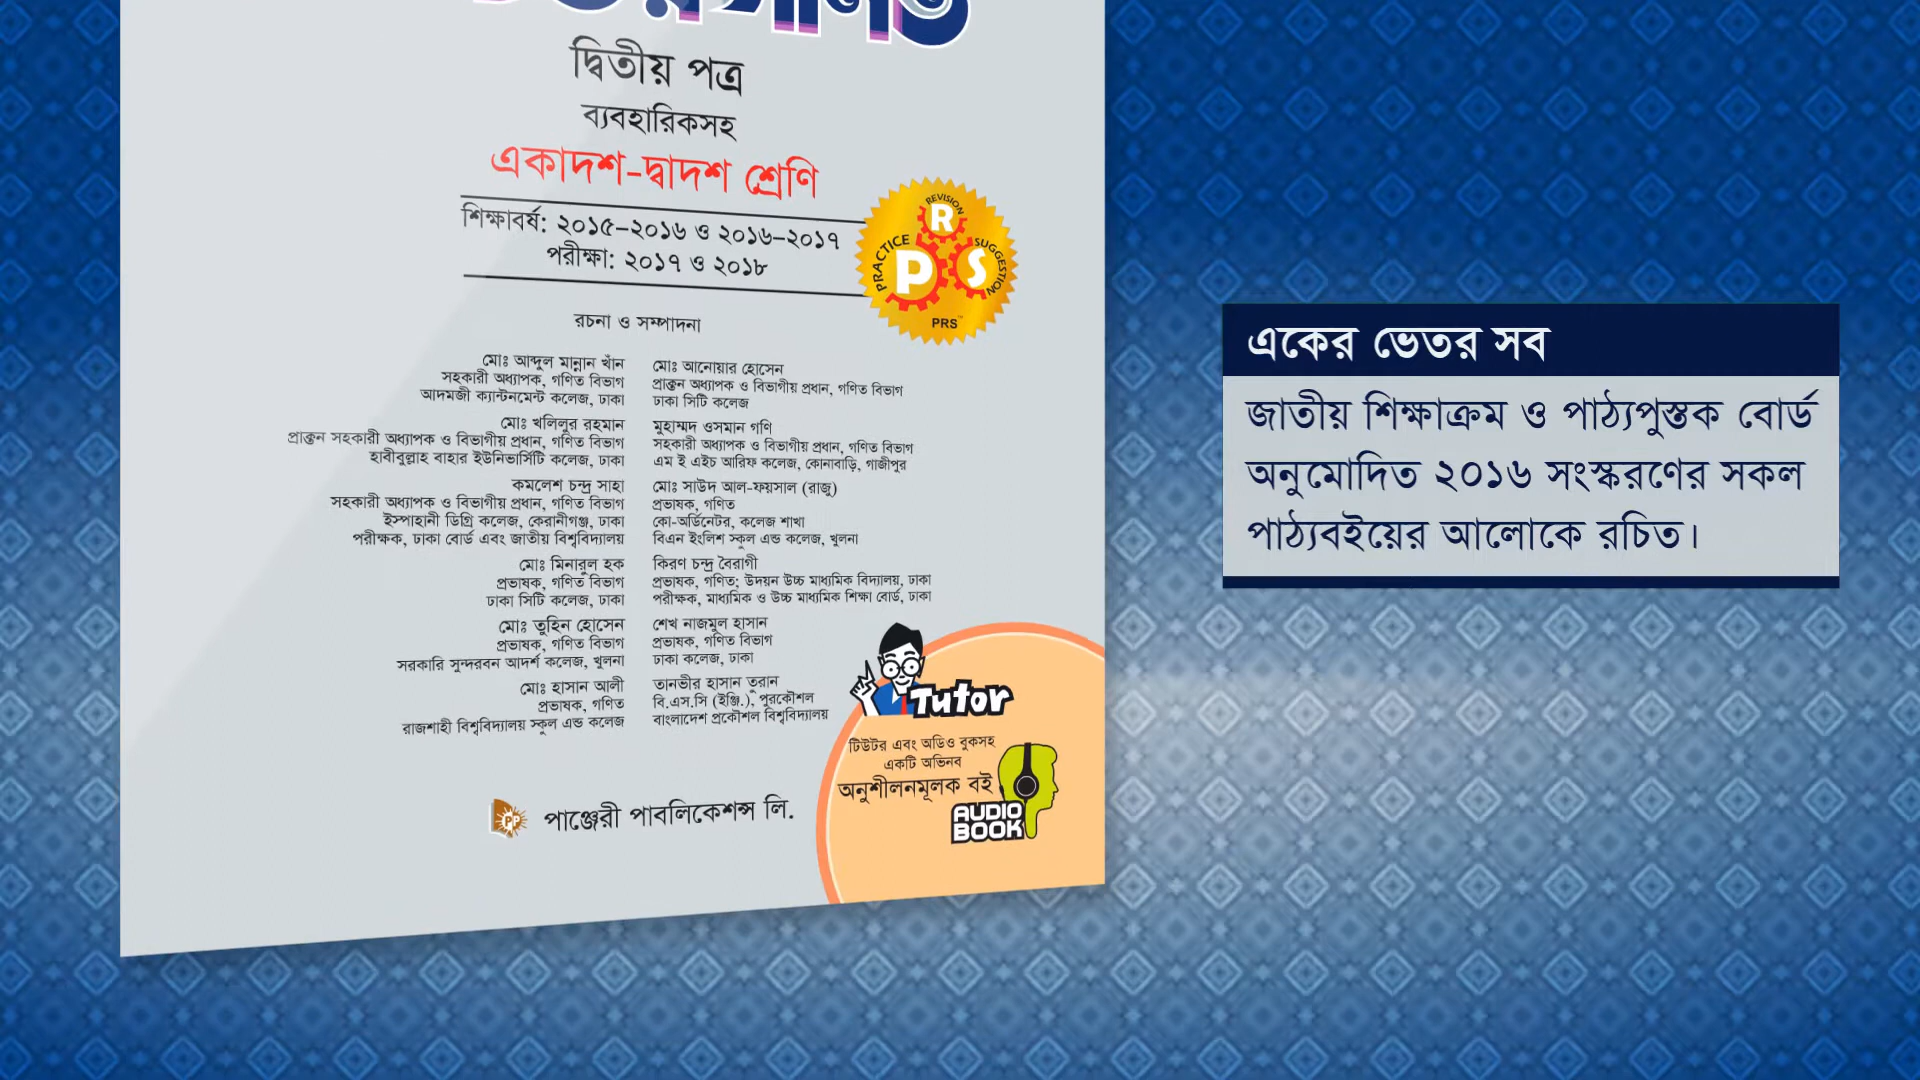 দ্বিতীয় পত্র
ব্যবহারিকসহ
একাদশ-দ্বাদশ শ্রেণি
শিক্ষাবর্ষ: ২০১৫–২০১৬ ও ২০১৬–২০১৭
পরীক্ষা: ২০১৭ ও ২০১৮
REVISION
PRACTICE
SUGGESTION
R
P S
PRS™
রচনা ও সম্পাদনা
মোঃ আব্দুল মান্নান খাঁন
সহকারী অধ্যাপক, গণিত বিভাগ
আদমজী ক্যান্টনমেন্ট কলেজ, ঢাকা
মোঃ খলিলুর রহমান
প্রাক্তন সহকারী অধ্যাপক ও বিভাগীয় প্রধান, গণিত বিভাগ
হাবীবুল্লাহ বাহার ইউনিভার্সিটি কলেজ, ঢাকা
কমলেশ চন্দ্র সাহা
সহকারী অধ্যাপক ও বিভাগীয় প্রধান, গণিত বিভাগ
ইস্পাহানী ডিগ্রি কলেজ, কেরানীগঞ্জ, ঢাকা
পরীক্ষক, ঢাকা বোর্ড এবং জাতীয় বিশ্ববিদ্যালয়
মোঃ মিনারুল হক
প্রভাষক, গণিত বিভাগ
ঢাকা সিটি কলেজ, ঢাকা
মোঃ তুহিন হোসেন
প্রভাষক, গণিত বিভাগ
সরকারি সুন্দরবন আদর্শ কলেজ, খুলনা
মোঃ হাসান আলী
প্রভাষক, গণিত
রাজশাহী বিশ্ববিদ্যালয় স্কুল এন্ড কলেজ
মোঃ আনোয়ার হোসেন
প্রাক্তন অধ্যাপক ও বিভাগীয় প্রধান, গণিত বিভাগ
ঢাকা সিটি কলেজ
মুহাম্মদ ওসমান গণি
সহকারী অধ্যাপক ও বিভাগীয় প্রধান, গণিত বিভাগ
এম ই এইচ আরিফ কলেজ, কোনাবাড়ি, গাজীপুর
মোঃ সাউদ আল-ফয়সাল (রাজু)
প্রভাষক, গণিত
কো-অর্ডিনেটর, কলেজ শাখা
বিএন ইংলিশ স্কুল এন্ড কলেজ, খুলনা
কিরণ চন্দ্র বৈরাগী
প্রভাষক, গণিত; উদয়ন উচ্চ মাধ্যমিক বিদ্যালয়, ঢাকা
পরীক্ষক, মাধ্যমিক ও উচ্চ মাধ্যমিক শিক্ষা বোর্ড, ঢাকা
শেখ নাজমুল হাসান
প্রভাষক, গণিত বিভাগ
ঢাকা কলেজ, ঢাকা
তানভীর হাসান তুরান
বি.এস.সি (ইঞ্জি.), পুরকৌশল
বাংলাদেশ প্রকৌশল বিশ্ববিদ্যালয়
Tutor
টিউটর এবং অডিও বুকসহ
একটি অভিনব
অনুশীলনমূলক বই
AUDIO
BOOK
PP
পাঞ্জেরী পাবলিকেশন্স লি.
একের ভেতর সব
জাতীয় শিক্ষাক্রম ও পাঠ্যপুস্তক বোর্ড
অনুমোদিত ২০১৬ সংস্করণের সকল
পাঠ্যবইয়ের আলোকে রচিত।